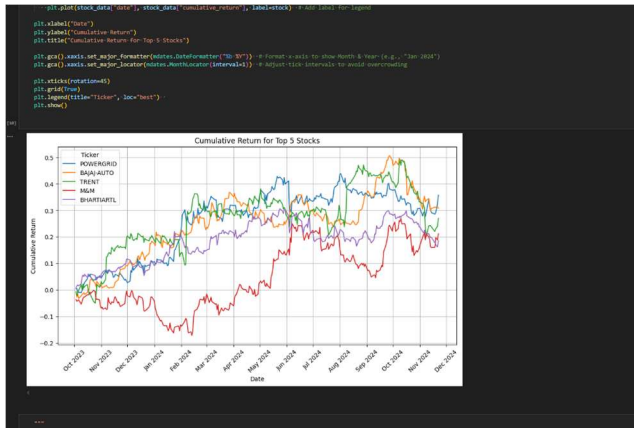 plt.plot(stock_data["date"], stock_data["cumulative_return"], label=stock) # Add label for legend
plt.xlabel("Date")
plt.ylabel("Cumulative Return")
plt.title("Cumulative Return for Top 5 Stocks")
plt.gca().xaxis.set_major_formatter(mdates.DateFormatter("%b %Y")) # Format x-axis to show Month & Year (e.g., "Jan 2024")
plt.gca().xaxis.set_major_locator(mdates.MonthLocator(interval=1)) # Adjust tick intervals to avoid overcrowding
plt.xticks(rotation=45)
plt.grid(True)
plt.legend(title="Ticker", loc="best")
plt.show()
Cumulative Return for Top 5 Stocks
Ticker
POWERGRID
BAJAJ-AUTO
TRENT
M&M
BHARTIARTL
0.5
0.4
0.3
0.2
0.1
0.0
−0.1
−0.2
Cumulative Return
Oct 2023 Nov 2023 Dec 2023 Jan 2024 Feb 2024 Mar 2024 Apr 2024 May 2024 Jun 2024 Jul 2024 Aug 2024 Sep 2024 Oct 2024 Nov 2024 Dec 2024
Date